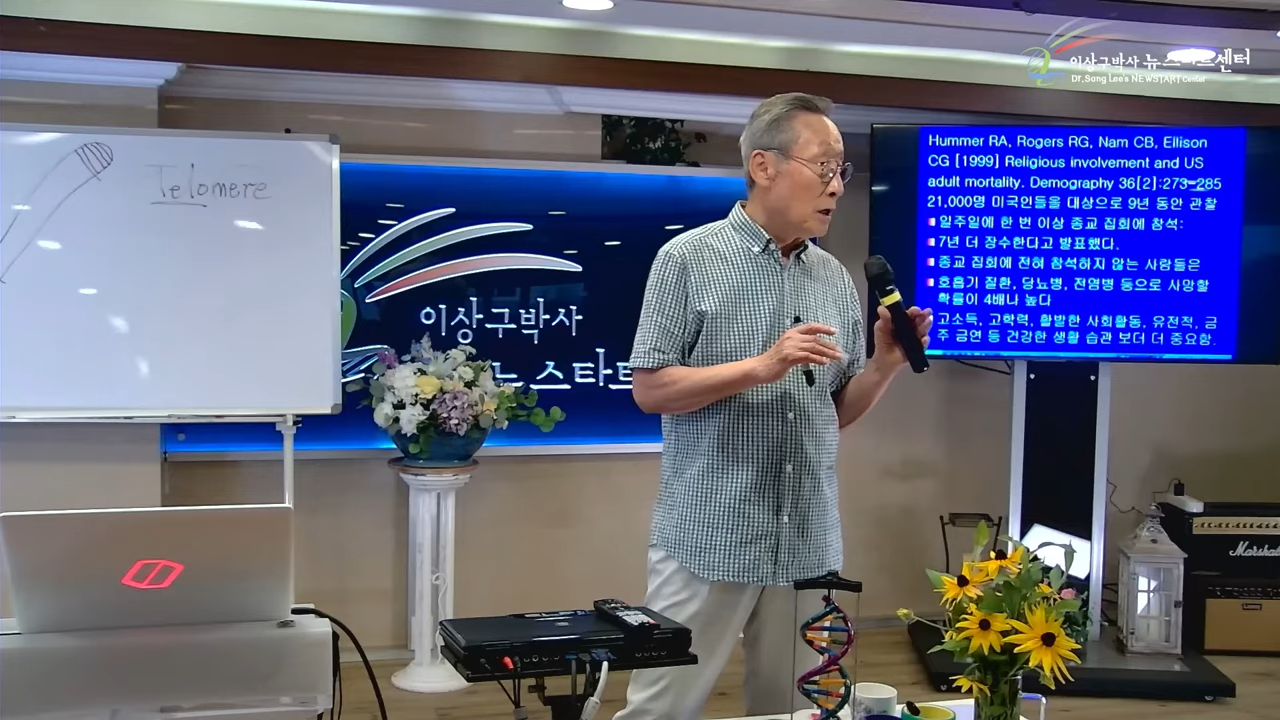 이상구박사 뉴스타트센터
Dr.Sang Lee's NEWSTART Center
Telomere
이상구박사
뉴스타트
Hummer RA, Rogers RG, Nam CB, Ellison
CG [1999] Religious involvement and US
adult mortality. Demography 36[2]:273-285
21,000명 미국인들을 대상으로 9년 동안 관찰
일주일에 한 번 이상 종교 집회에 참석:
7년 더 장수한다고 발표했다.
종교 집회에 전혀 참석하지 않는 사람들은
호흡기 질환, 당뇨병, 전염병 등으로 사망할
확률이 4배나 높다
고소득, 고학력, 활발한 사회활동, 유전적, 금
주 금연 등 건강한 생활 습관 보더 더 중요함.
Marshall
Laney